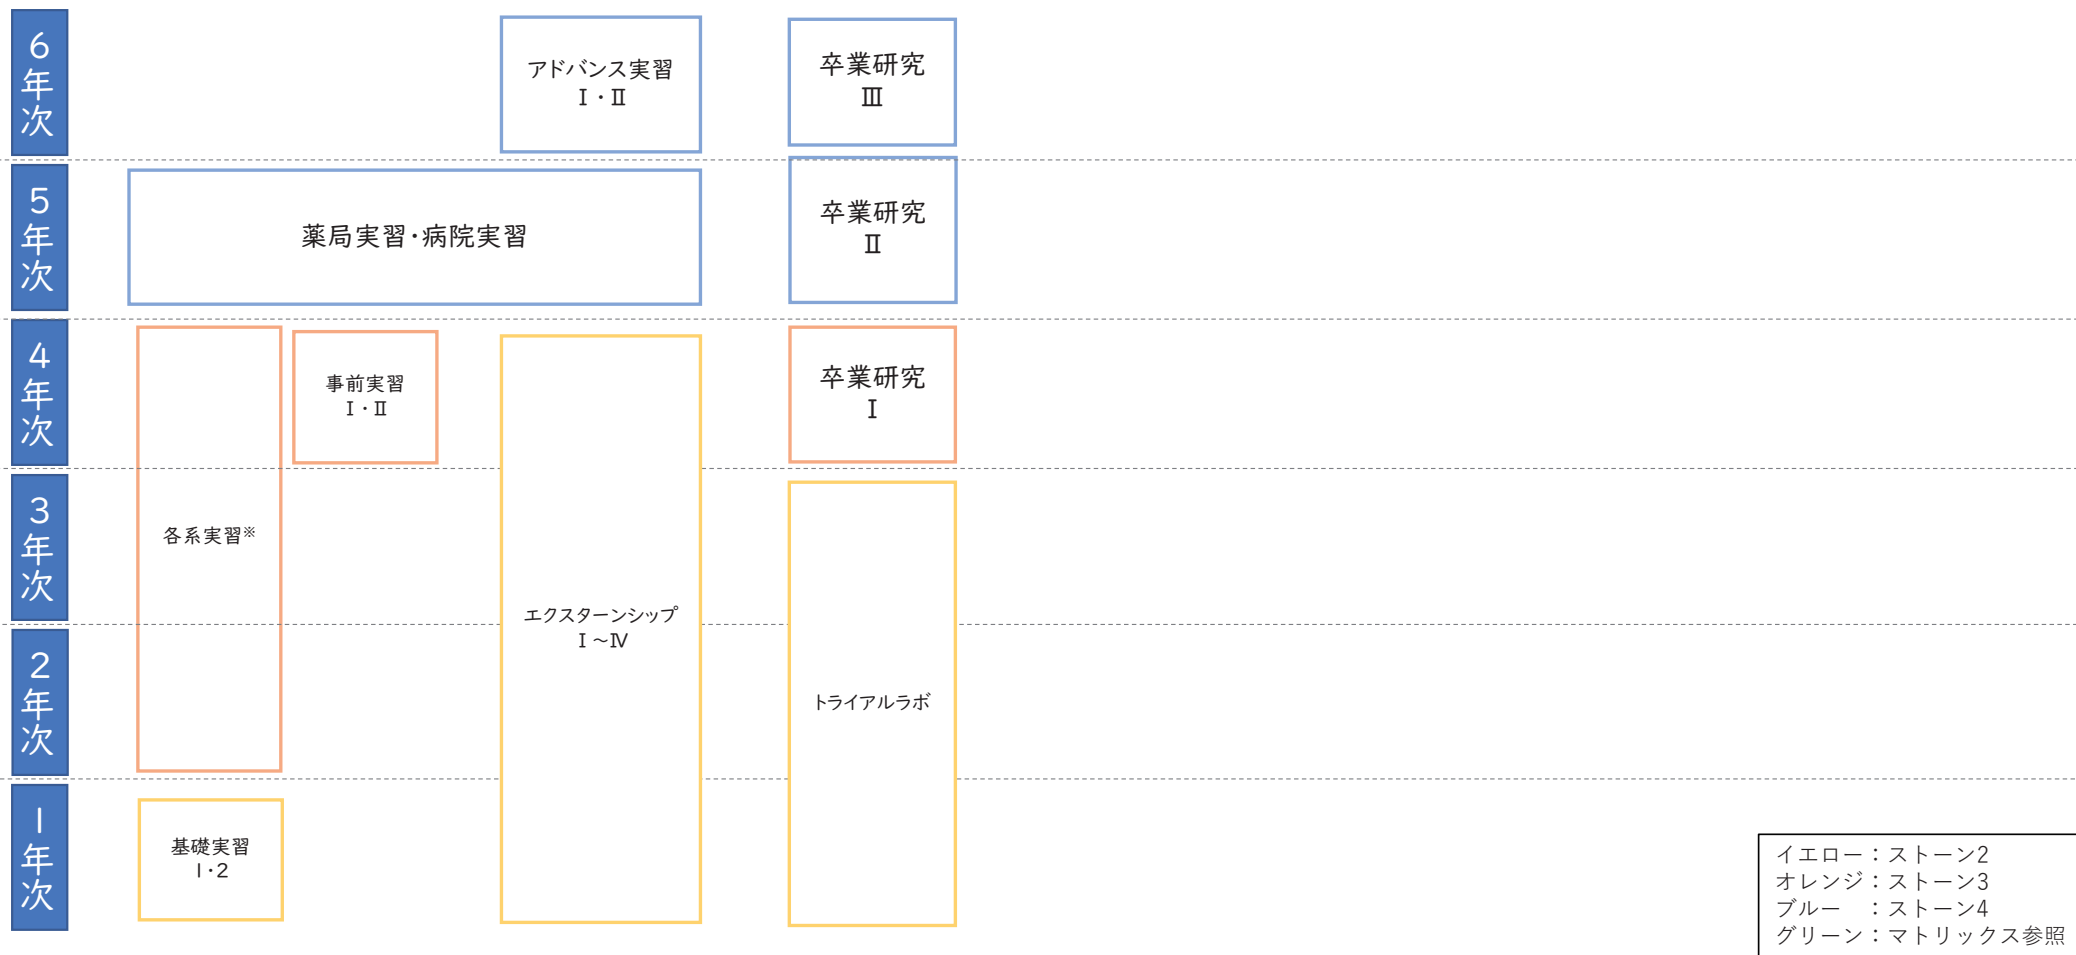 6年次
アドバンス実習
Ⅰ・Ⅱ
卒業研究
Ⅲ
5年次
薬局実習・病院実習
卒業研究
Ⅱ
4年次
事前実習
Ⅰ・Ⅱ
卒業研究
Ⅰ
3年次
各系実習※
エクスターンシップ
Ⅰ～Ⅳ
2年次
トライアルラボ
1年次
基礎実習
1・2
イエロー：ストーン2
オレンジ：ストーン3
ブルー　：ストーン4
グリーン：マトリックス参照